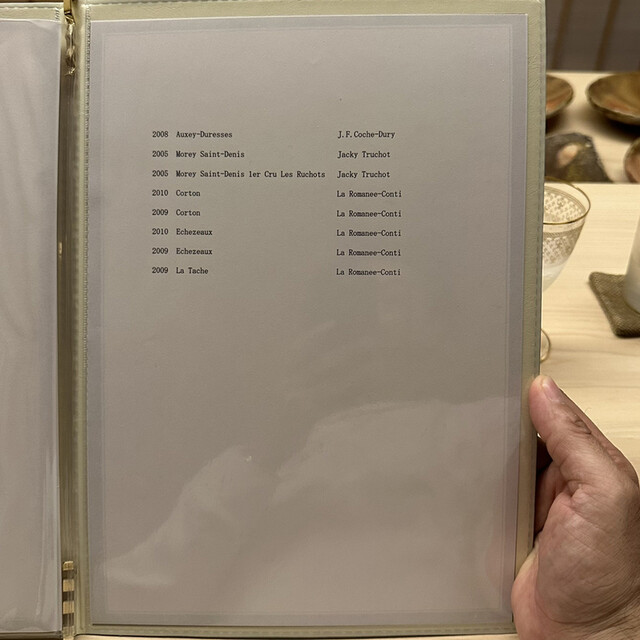 2008 Auxey-Duresses J.F.Coche-Dury
2005 Morey Saint-Denis Jacky Truchot
2005 Morey Saint-Denis 1er Cru Les Ruchots Jacky Truchot
2010 Corton La Romanee-Conti
2009 Corton La Romanee-Conti
2010 Echezeaux La Romanee-Conti
2009 Echezeaux La Romanee-Conti
2009 La Tache La Romanee-Conti